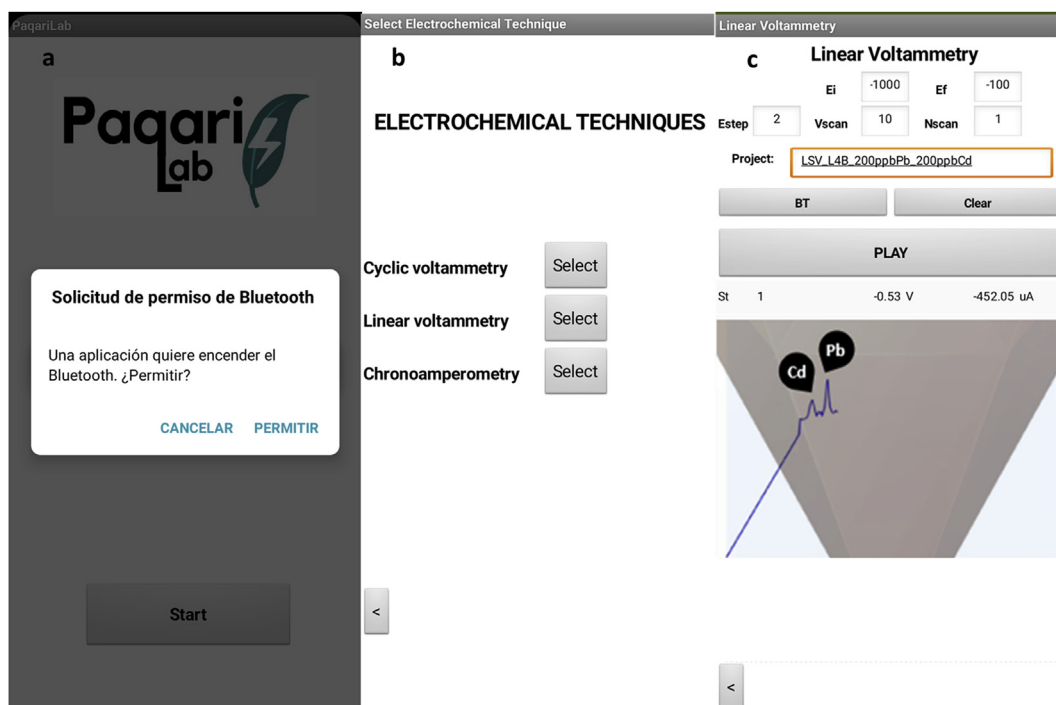 PaqariLab
a
Paqari
Lab
Solicitud de permiso de Bluetooth
Una aplicación quiere encender el
Bluetooth. ¿Permitir?
CANCELAR PERMITIR
Start
Select Electrochemical Technique
b
ELECTROCHEMICAL TECHNIQUES
Cyclic voltammetry Select
Linear voltammetry Select
Chronoamperometry Select
<
Linear Voltammetry
c
Linear Voltammetry
Ei -1000 Ef -100
Estep 2 Vscan 10 Nscan 1
Project: LSV_L4B_200ppbPb_200ppbCd
BT Clear
PLAY
St 1 -0.53 V -452.05 uA
Pb
Cd
<